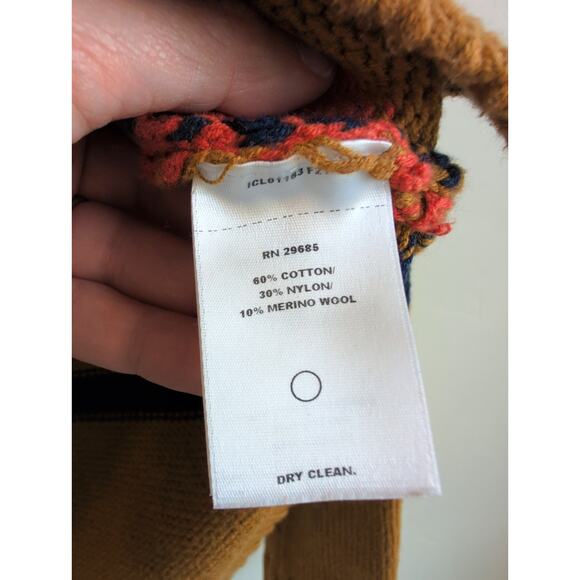 RN 29685
60% COTTON/
30% NYLON/
10% MERINO WOOL
DRY CLEAN.